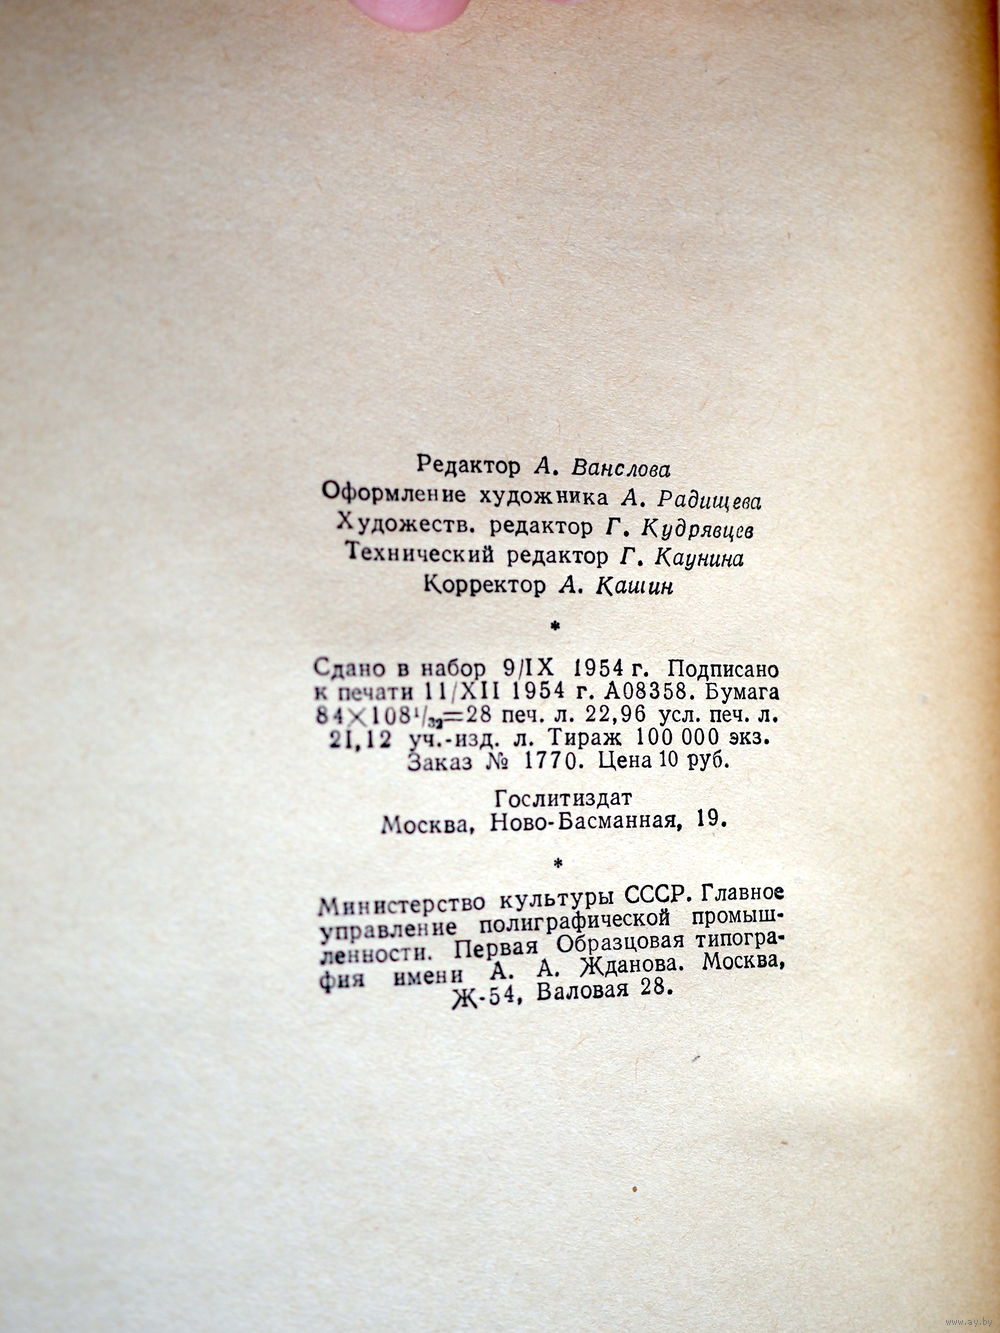 Редактор А. Ванслова
Оформление художника А. Радищева
Художеств. редактор Г. Кудрявцев
Технический редактор Г. Каунина
Корректор А. Кашин
*
Сдано в набор 9/IX 1954 г. Подписано
к печати 11/XII 1954 г. А08358. Бумага
84×108¹/₃₂=28 печ. л. 22,96 усл. печ. л.
21,12 уч.-изд. л. Тираж 100 000 экз.
Заказ № 1770. Цена 10 руб.
Гослитиздат
Москва, Ново-Басманная, 19.
*
Министерство культуры СССР. Главное
управление полиграфической промыш-
ленности. Первая Образцовая типогра-
фия имени А. А. Жданова. Москва,
Ж-54, Валовая 28.
www.ay.by